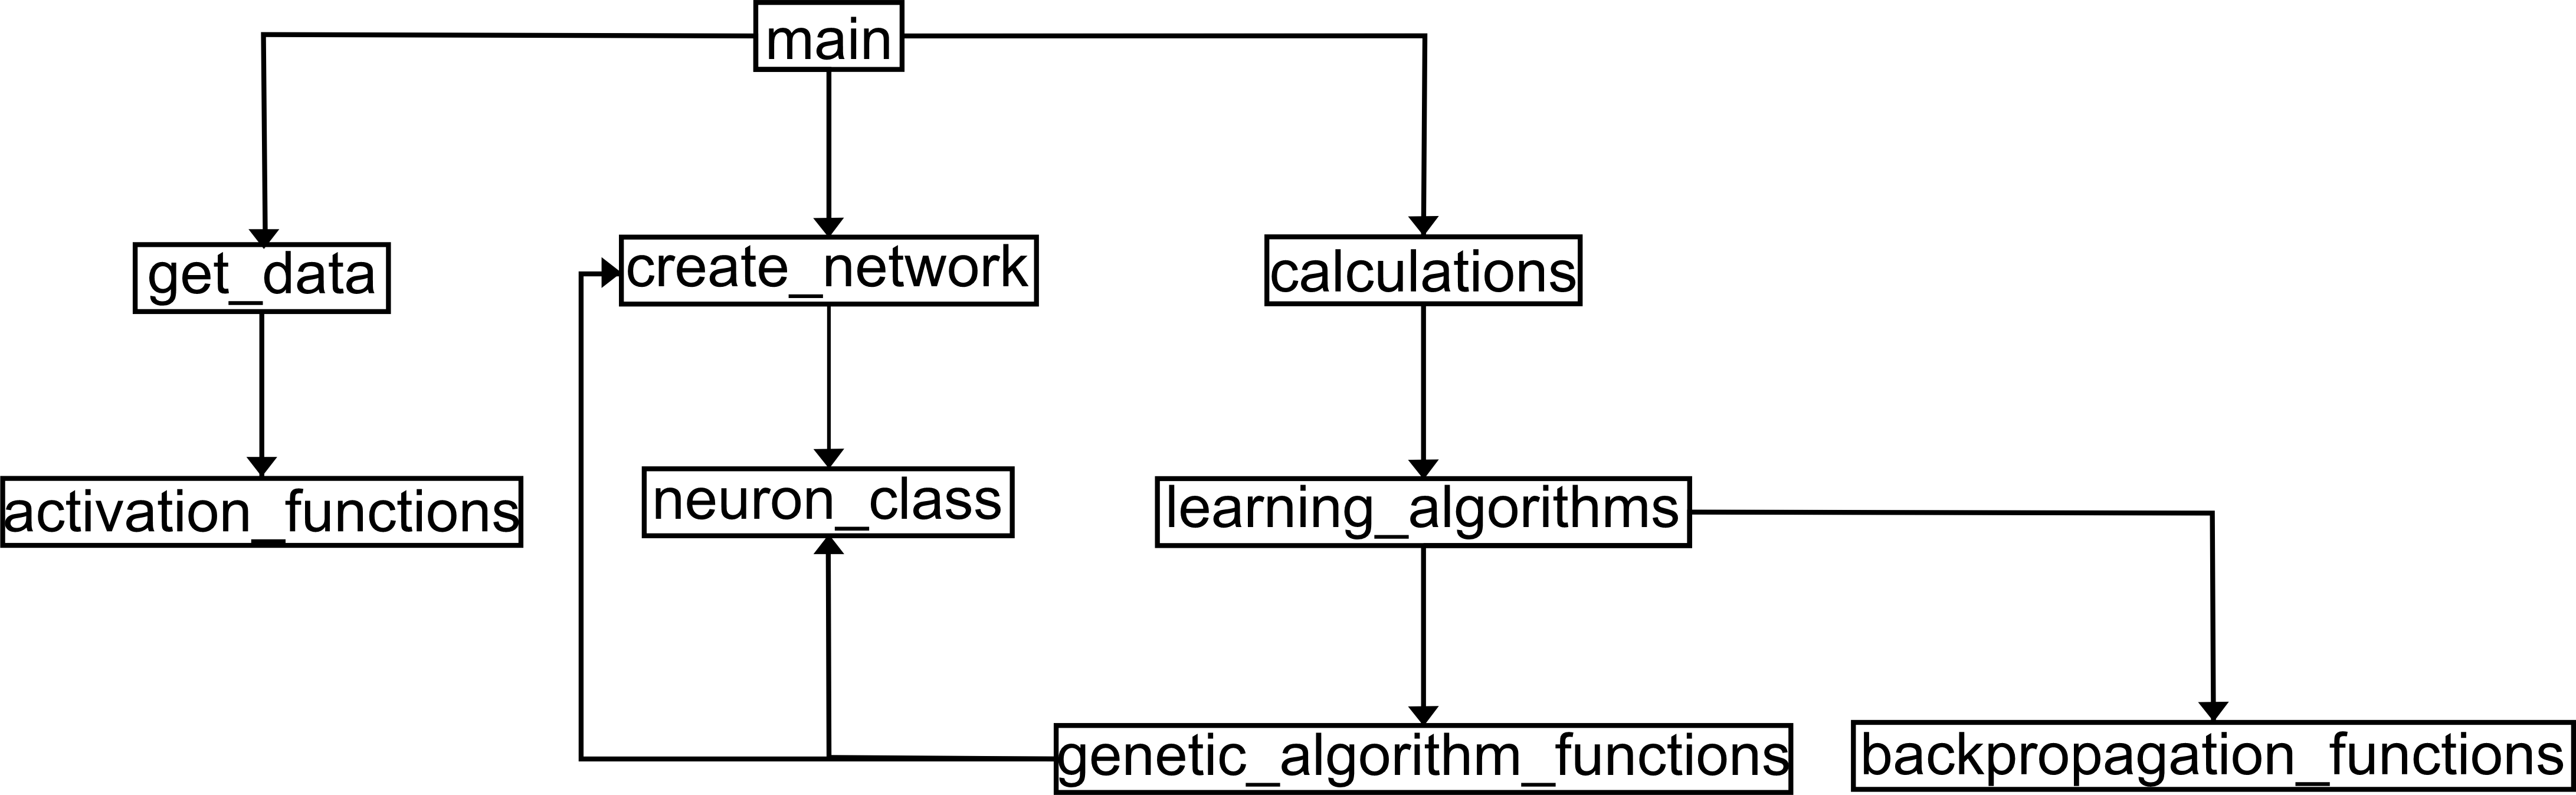 main
get_data
create_network
calculations
activation_functions
neuron_class
learning_algorithms
genetic_algorithm_functions
backpropagation_functions